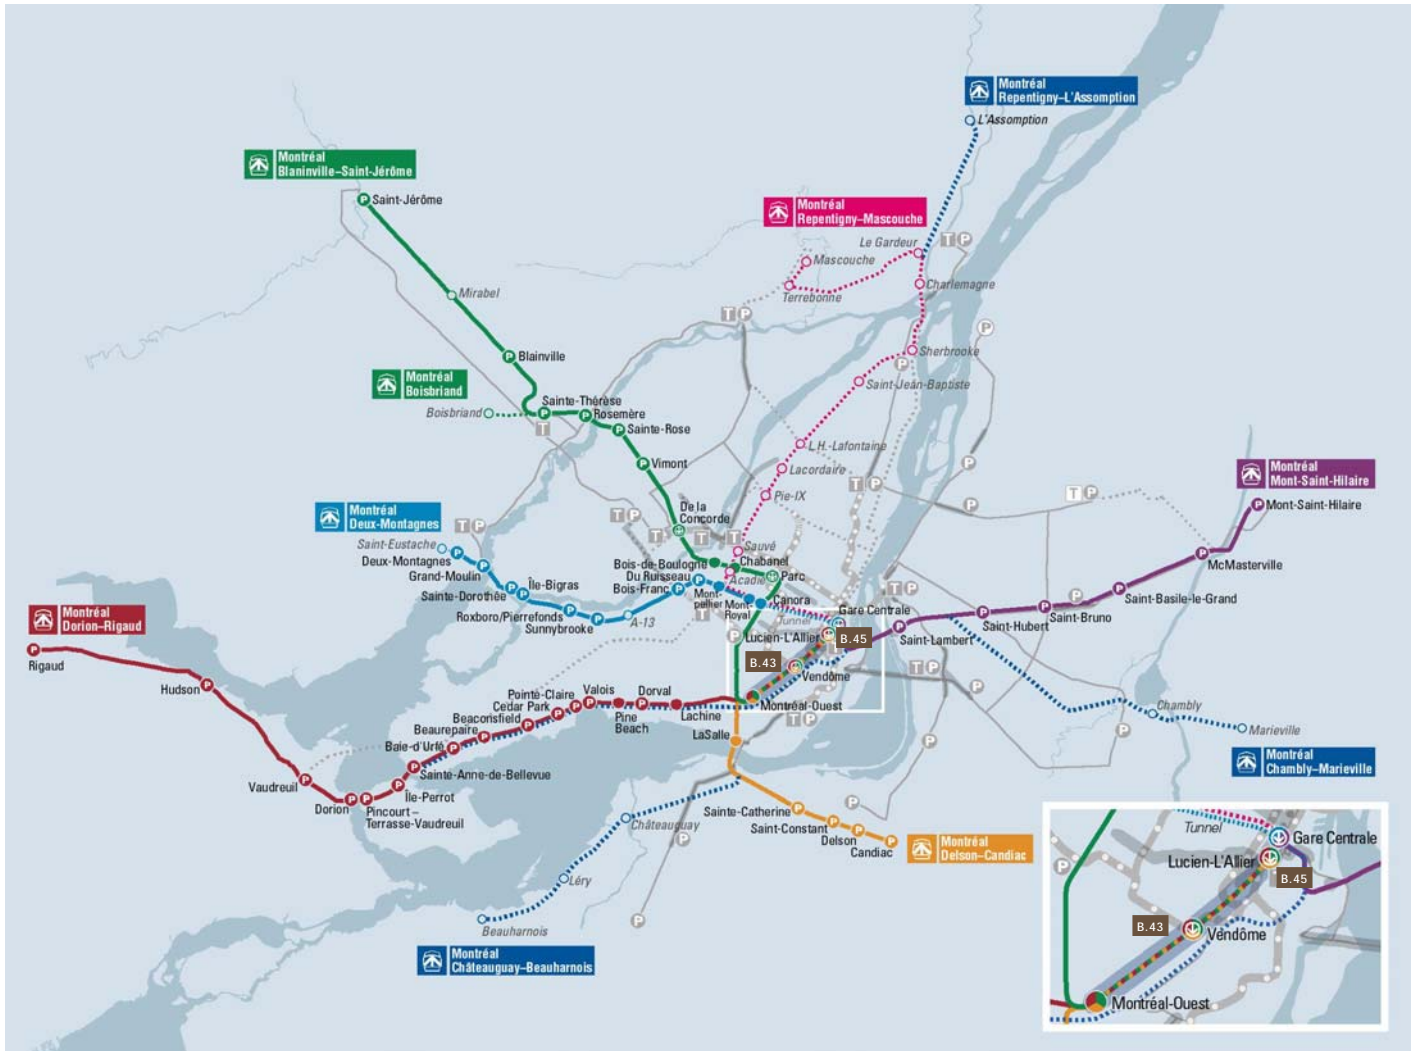 Montréal
Repentigny–L'Assomption
L'Assomption
Montréal
Blaninville–Saint-Jérôme
Saint-Jérôme
Montréal
Repentigny–Mascouche
Le Gardeur
T P
Mascouche
Terrebonne
Charlemagne
Mirabel
T P
P
Blainville
Sherbrooke
P
Montréal
Boisbriand
Saint-Jean-Baptiste
Boisbriand
Sainte-Thérèse
Rosemère
T
Sainte-Rose
L.H.-Lafontaine
Vimont
Lacordaire
P
Montréal
Mont-Saint-Hilaire
Pie-IX
T P
T P
Mont-Saint-Hilaire
P
Montréal
Deux-Montagnes
De la
Concorde
T P
T P
T
T
T
Saint-Eustache
Sauvé
Deux-Montagnes
Bois-de-Boulogne
Chabanel
McMasterville
Grand-Moulin
Du Ruisseau
Acadie
Parc
Île-Bigras
Bois-Franc
Sainte-Dorothée
Mont-
pellier
Mont-
Royal
Canora
T P
P
Saint-Basile-le-Grand
Roxboro/Pierrefonds
A-13
Gare Centrale
Saint-Bruno
Sunnybrooke
Tunnel
Saint-Hubert
Montréal
Dorion–Rigaud
T P
P
Lucien-L'Allier
B.45
Saint-Lambert
Rigaud
B.43
T
T P
P
Vendôme
Hudson
Pointe-Claire
Valois
Dorval
Cedar Park
Montréal-Ouest
Chambly
Beaconsfield
Pine
Beach
Lachine
T P
Marieville
Beaurepaire
LaSalle
P
P
Baie-d'Urfé
Montréal
Chambly–Marieville
Sainte-Anne-de-Bellevue
Vaudreuil
Île-Perrot
Dorion
Pincourt –
Terrasse-Vaudreuil
P
Sainte-Catherine
Châteauguay
Saint-Constant
P
Delson
Candiac
Montréal
Delson–Candiac
Léry
P
Beauharnois
Montréal
Châteauguay–Beauharnois
Tunnel
Gare Centrale
P
Lucien-L'Allier
B.45
B.43
Vendôme
Montréal-Ouest